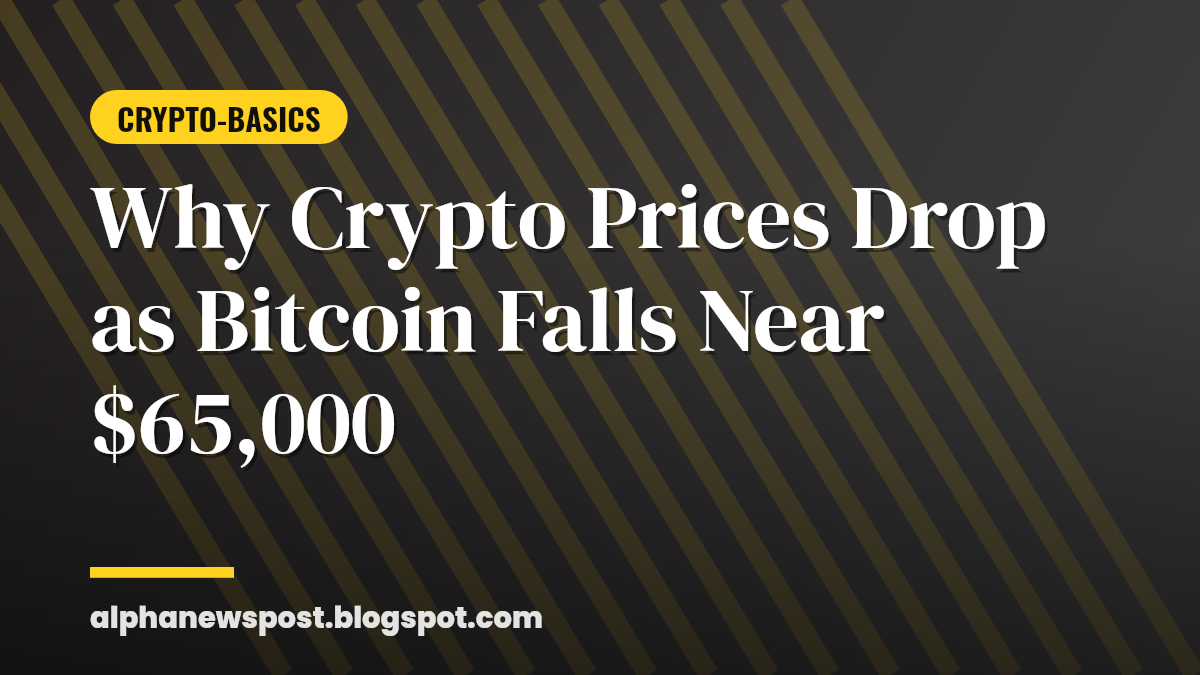 CRYPTO-BASICS
Why Crypto Prices Drop
as Bitcoin Falls Near
$65,000
alphanewspost.blogspot.com